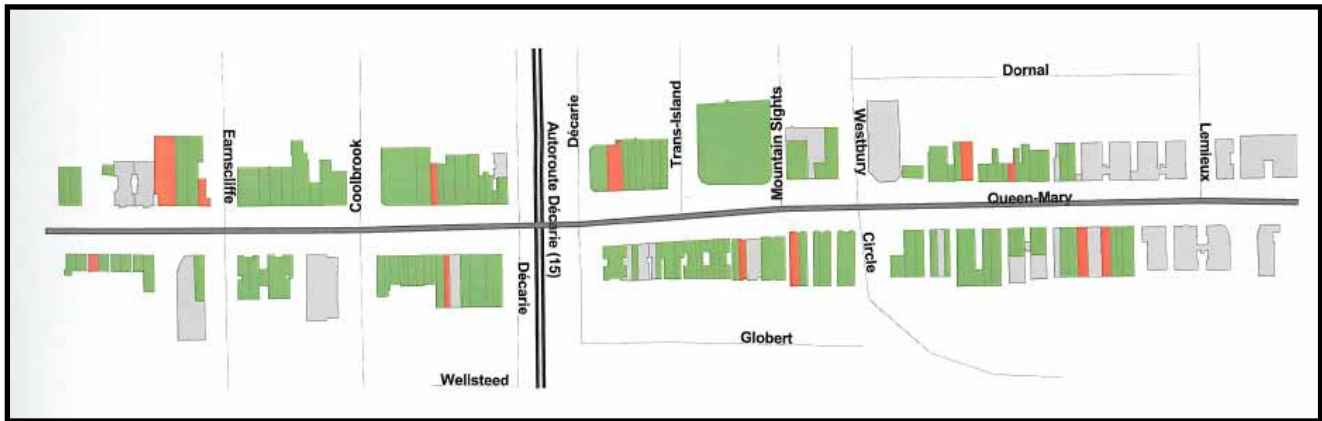 Dornal
Earnscliffe
Coolbrook
Autoroute Décarie (15)
Décarie
Trans-Island
Mountain Sights
Westbury
Lemieux
Queen-Mary
Décarie
Circle
Globert
Wellsteed